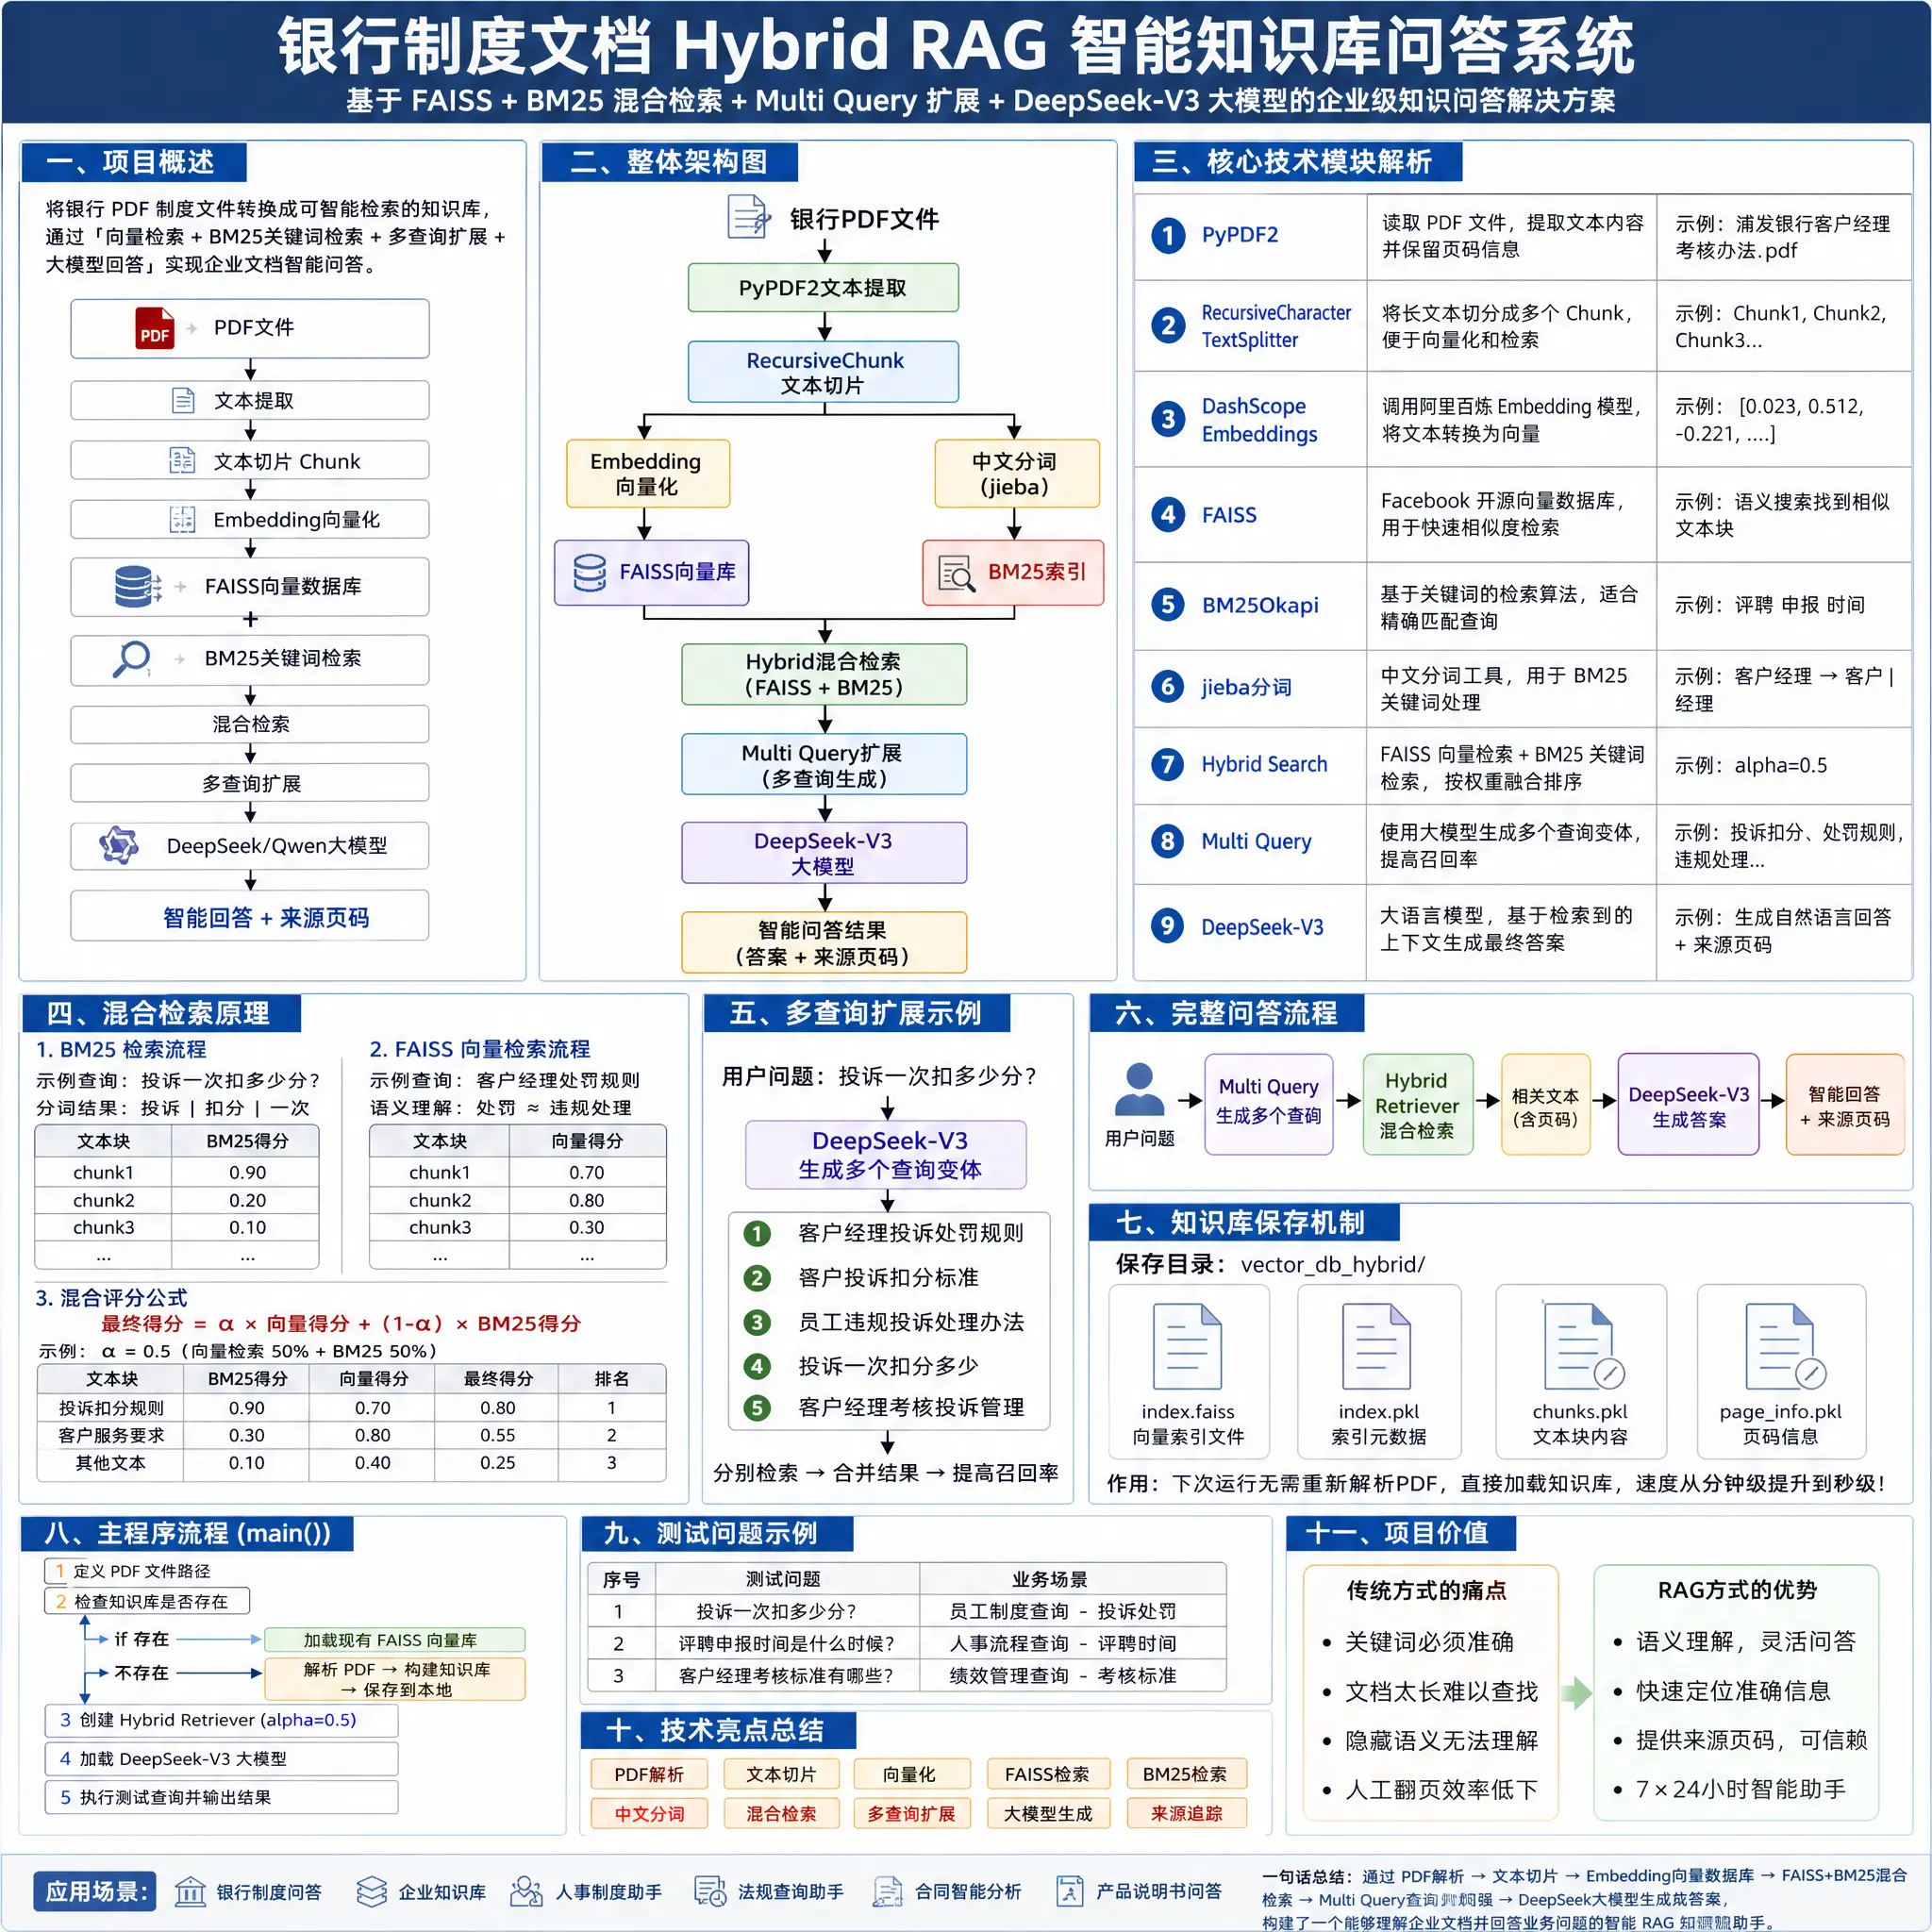 银行制度文档 Hybrid RAG 智能知识库问答系统
基于 FAISS + BM25 混合检索 + Multi Query 扩展 + DeepSeek-V3 大模型的企业级知识问答解决方案
一、项目概述
将银行 PDF 制度文件转换成可智能检索的知识库，
通过「向量检索 + BM25关键词检索 + 多查询扩展 +
大模型回答」实现企业文档智能问答。
PDF
PDF文件
文本提取
文本切片 Chunk
Embedding向量化
FAISS向量数据库
+
BM25关键词检索
混合检索
多查询扩展
DeepSeek/Qwen大模型
智能回答 + 来源页码
二、整体架构图
银行PDF文件
PyPDF2文本提取
RecursiveChunk
文本切片
Embedding
向量化
中文分词
（jieba）
FAISS向量库
BM25索引
Hybrid混合检索
（FAISS + BM25）
Multi Query扩展
（多查询生成）
DeepSeek-V3
大模型
智能问答结果
（答案 + 来源页码）
三、核心技术模块解析
1 PyPDF2
读取 PDF 文件，提取文本内容
并保留页码信息
示例：浦发银行客户经理
考核办法.pdf
2 RecursiveCharacter
TextSplitter
将长文本切分成多个 Chunk，
便于向量化和检索
示例：Chunk1, Chunk2,
Chunk3...
3 DashScope
Embeddings
调用阿里百炼 Embedding 模型，
将文本转换为向量
示例： [0.023, 0.512,
-0.221, ....]
4 FAISS
Facebook 开源向量数据库，
用于快速相似度检索
示例：语义搜索找到相似
文本块
5 BM25Okapi
基于关键词的检索算法，适合
精确匹配查询
示例：评聘 申报 时间
6 jieba分词
中文分词工具，用于 BM25
关键词处理
示例：客户经理 → 客户 |
经理
7 Hybrid Search
FAISS 向量检索 + BM25 关键词
检索，按权重融合排序
示例：alpha=0.5
8 Multi Query
使用大模型生成多个查询变体，
提高召回率
示例：投诉扣分、处罚规则，
违规处理...
9 DeepSeek-V3
大语言模型，基于检索到的
上下文生成最终答案
示例：生成自然语言回答
+ 来源页码
四、混合检索原理
1. BM25 检索流程
示例查询：投诉一次扣多少分?
分词结果：投诉 | 扣分 | 一次
文本块 BM25得分
chunk1 0.90
chunk2 0.20
chunk3 0.10
... ...
2. FAISS 向量检索流程
示例查询：客户经理处罚规则
语义理解：处罚 ≈ 违规处理
文本块 向量得分
chunk1 0.70
chunk2 0.80
chunk3 0.30
... ...
3. 混合评分公式
最终得分 = α × 向量得分 +（1-α）× BM25得分
示例： α = 0.5（向量检索 50% + BM25 50%）
文本块 BM25得分 向量得分 最终得分 排名
投诉扣分规则 0.90 0.70 0.80 1
客户服务要求 0.30 0.80 0.55 2
其他文本 0.10 0.40 0.25 3
五、多查询扩展示例
用户问题：投诉一次扣多少分?
DeepSeek-V3
生成多个查询变体
1 客户经理投诉处罚规则
2 客户投诉扣分标准
3 员工违规投诉处理办法
4 投诉一次扣分多少
5 客户经理考核投诉管理
分别检索 → 合并结果 → 提高召回率
六、完整问答流程
用户问题
Multi Query
生成多个查询
Hybrid
Retriever
混合检索
相关文本
（含页码）
DeepSeek-V3
生成答案
智能回答
+ 来源页码
七、知识库保存机制
保存目录：vector_db_hybrid/
index.faiss
向量索引文件
index.pkl
索引元数据
chunks.pkl
文本块内容
page_info.pkl
页码信息
作用：下次运行无需重新解析PDF，直接加载知识库，速度从分钟级提升到秒级！
八、主程序流程 (main())
1 定义 PDF 文件路径
2 检查知识库是否存在
if 存在
加载现有 FAISS 向量库
不存在
解析 PDF → 构建知识库
→ 保存到本地
3 创建 Hybrid Retriever (alpha=0.5)
4 加载 DeepSeek-V3 大模型
5 执行测试查询并输出结果
九、测试问题示例
序号 测试问题 业务场景
1 投诉一次扣多少分? 员工制度查询 - 投诉处罚
2 评聘申报时间是什么时候? 人事流程查询 - 评聘时间
3 客户经理考核标准有哪些? 绩效管理查询 - 考核标准
十、技术亮点总结
PDF解析 文本切片 向量化 FAISS检索 BM25检索
中文分词 混合检索 多查询扩展 大模型生成 来源追踪
十一、项目价值
传统方式的痛点
• 关键词必须准确
• 文档太长难以查找
• 隐藏语义无法理解
• 人工翻页效率低下
RAG方式的优势
• 语义理解，灵活问答
• 快速定位准确信息
• 提供来源页码，可信赖
• 7×24小时智能助手
应用场景： 银行制度问答 企业知识库 人事制度助手 法规查询助手 合同智能分析 产品说明书问答
一句话总结：通过 PDF解析 → 文本切片 → Embedding向量数据库 → FAISS+BM25混合
检索 → Multi Query查询强 → DeepSeek大模型生成答案，
构建了一个能够理解企业文档并回答业务问题的智能 RAG 知助手。